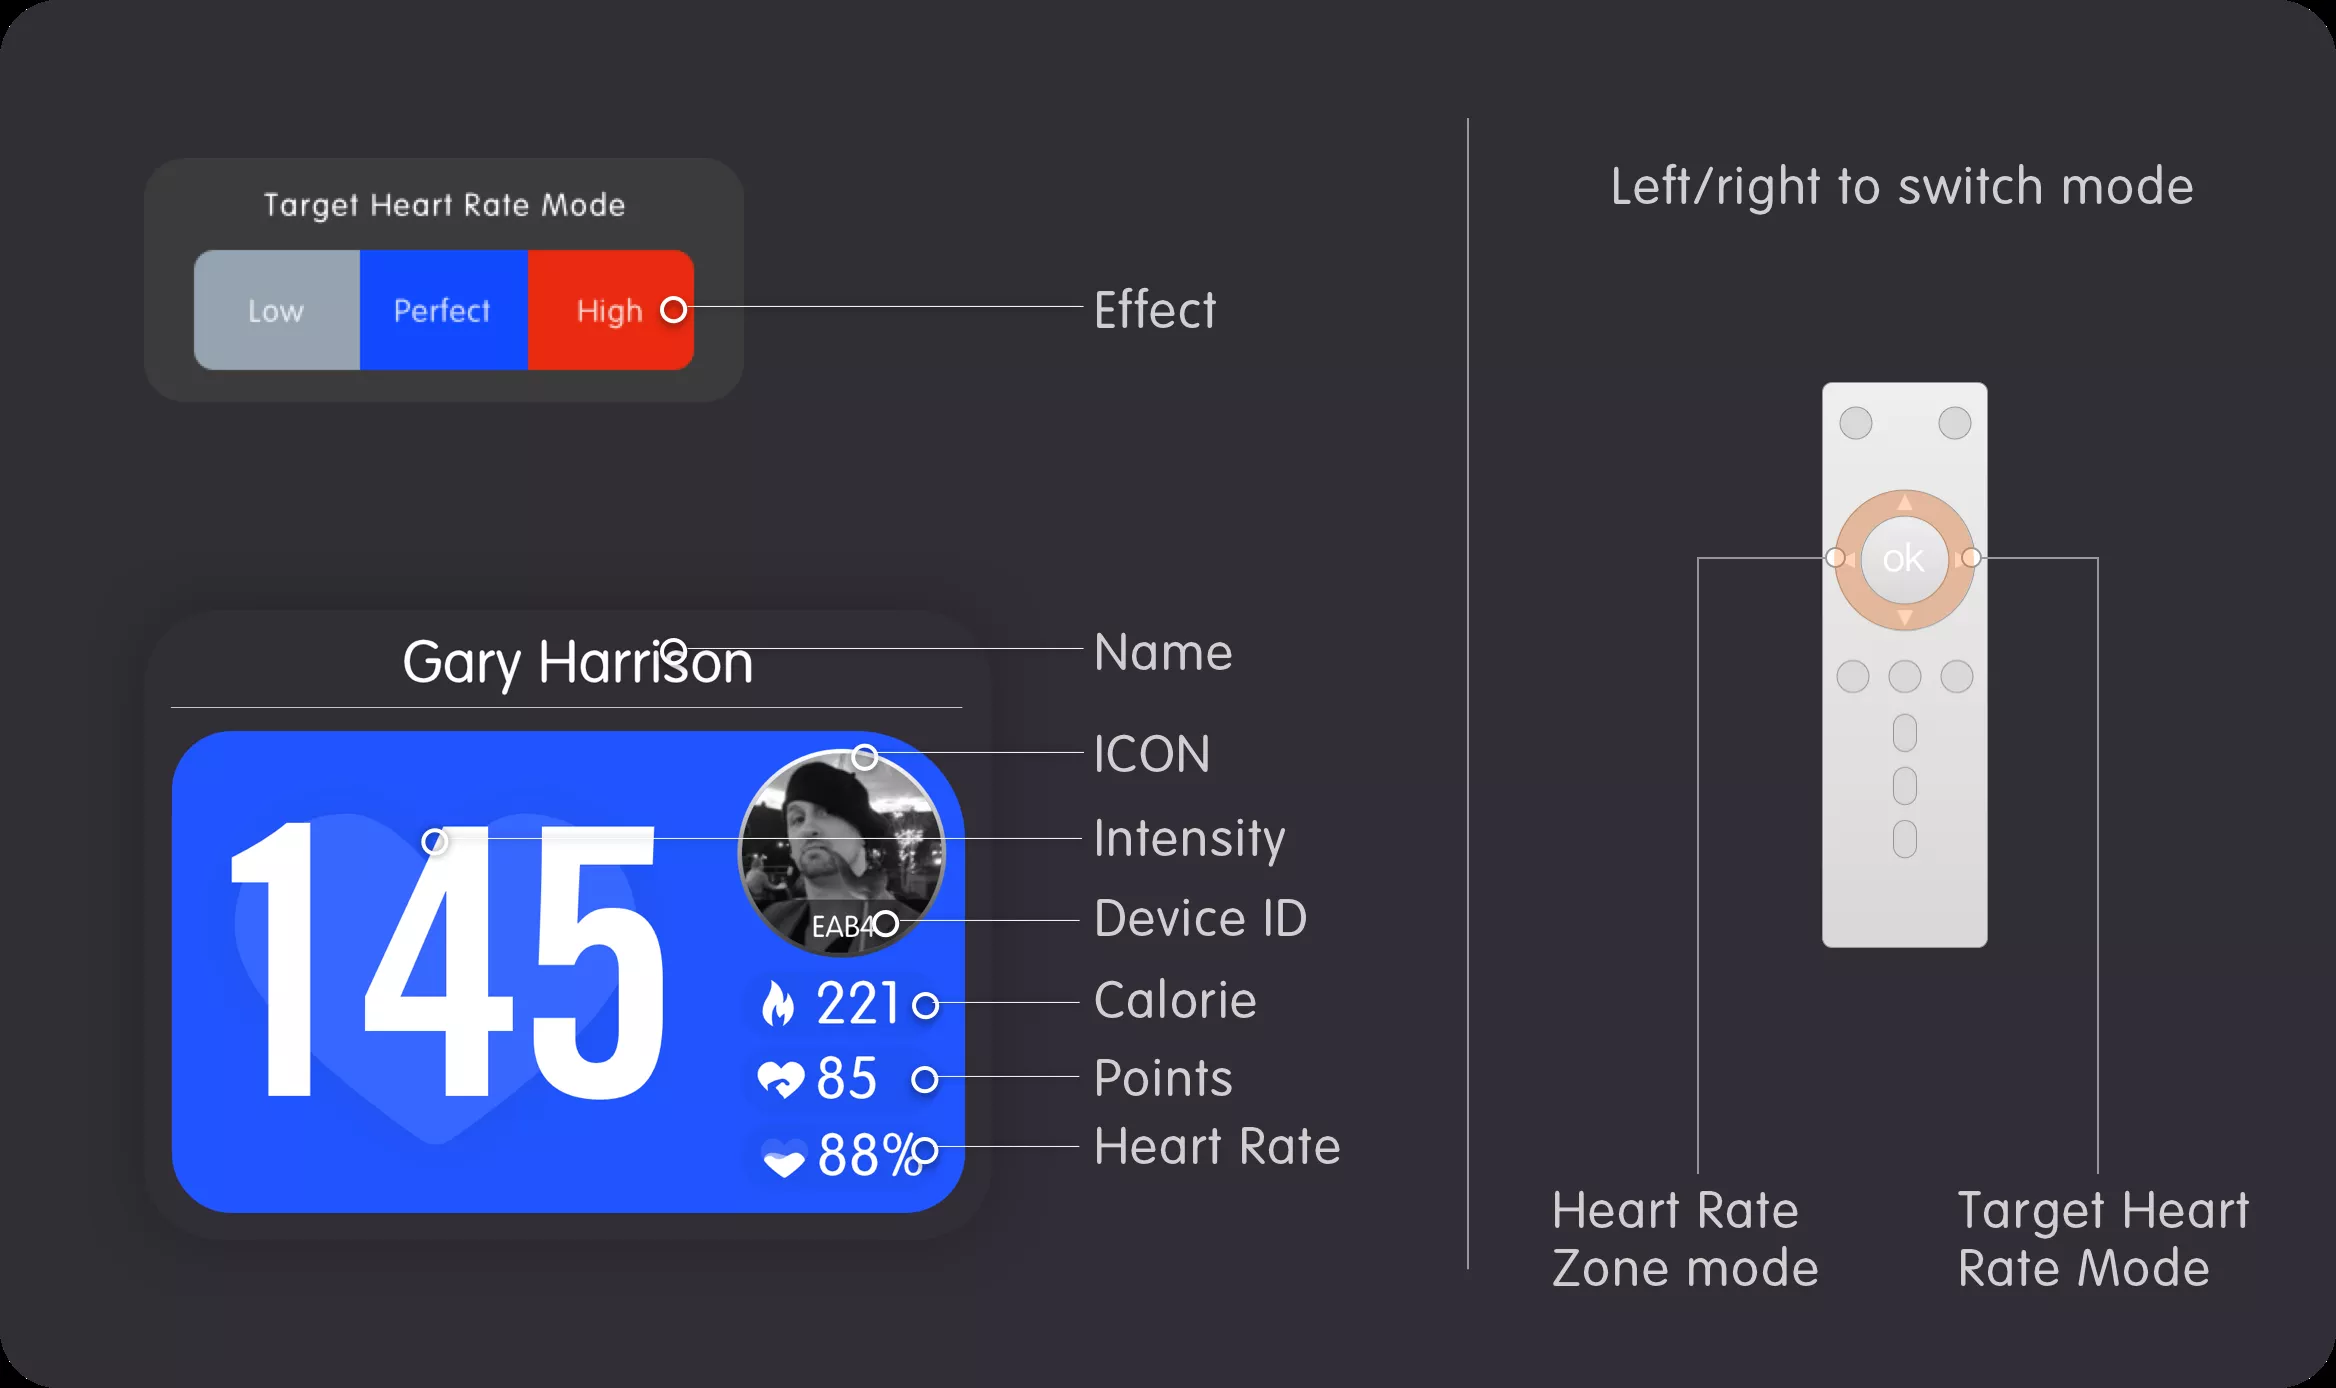 Target Heart Rate Mode
Low
Perfect
High
Effect
Gary Harrison
Name
ICON
145
Intensity
EAB4
Device ID
221
Calorie
85
Points
88%
Heart Rate
Left/right to switch mode
ok
Heart Rate
Zone mode
Target Heart
Rate Mode